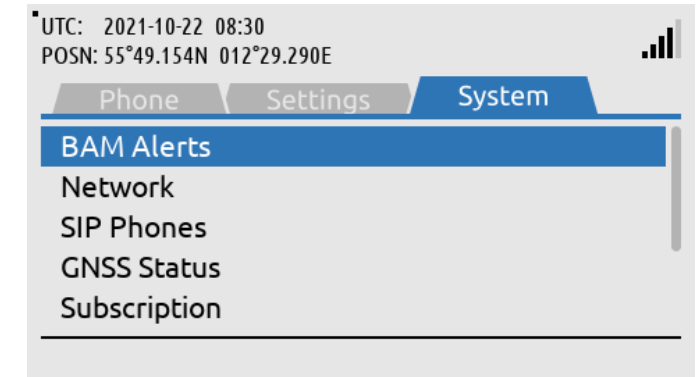 UTC: 2021-10-22 08:30
POSN: 55°49.154N 012°29.290E
Phone Settings System
BAM Alerts
Network
SIP Phones
GNSS Status
Subscription